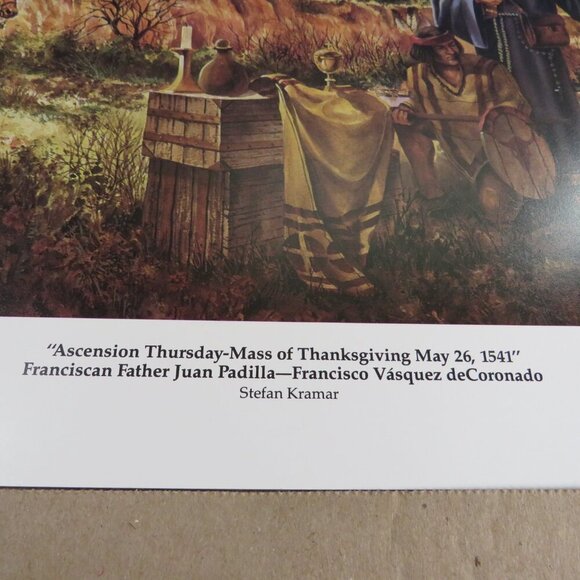 "Ascension Thursday-Mass of Thanksgiving May 26, 1541"
Franciscan Father Juan Padilla—Francisco Vásquez deCoronado
Stefan Kramar